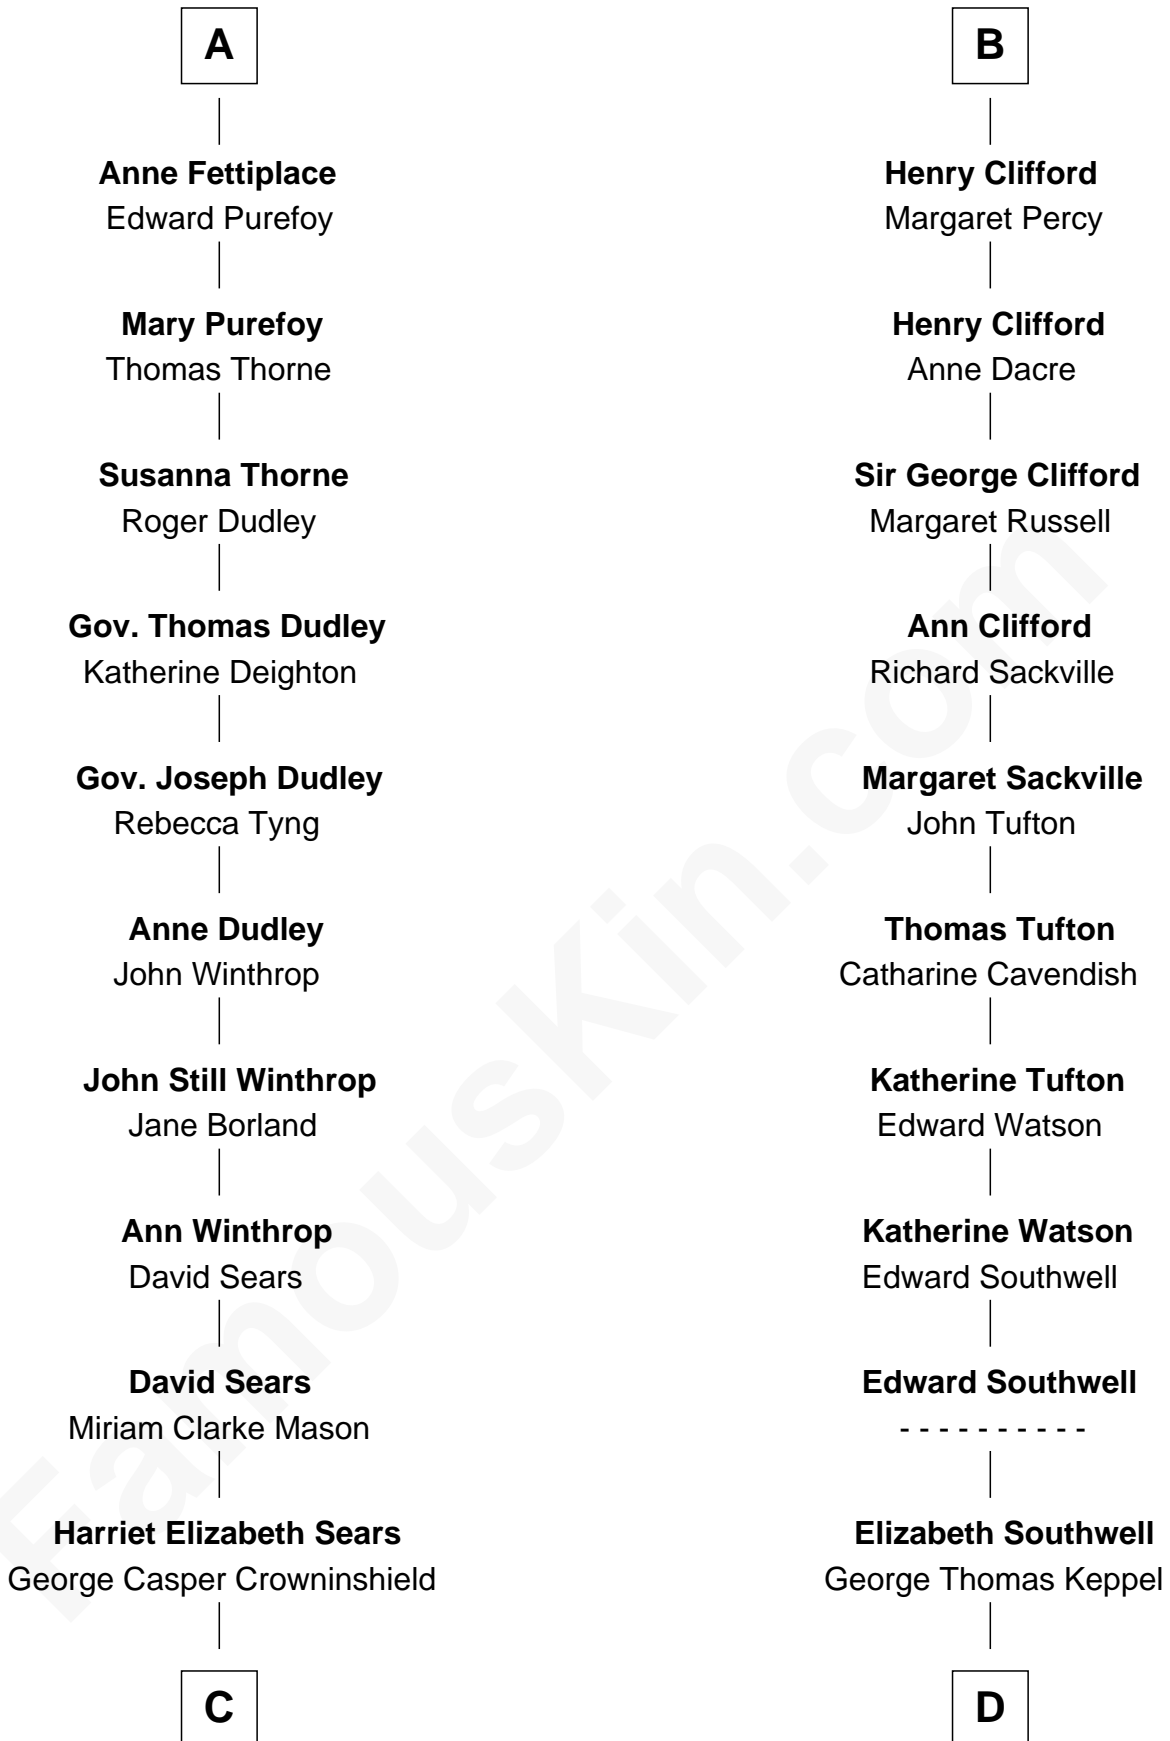 A
Anne Fettiplace
Edward Purefoy
Mary Purefoy
Thomas Thorne
Susanna Thorne
Roger Dudley
Gov. Thomas Dudley
Katherine Deighton
Gov. Joseph Dudley
Rebecca Tyng
Anne Dudley
John Winthrop
John Still Winthrop
Jane Borland
Ann Winthrop
David Sears
David Sears
Miriam Clarke Mason
Harriet Elizabeth Sears
George Casper Crowninshield
C
B
Henry Clifford
Margaret Percy
Henry Clifford
Anne Dacre
Sir George Clifford
Margaret Russell
Ann Clifford
Richard Sackville
Margaret Sackville
John Tufton
Thomas Tufton
Catharine Cavendish
Katherine Tufton
Edward Watson
Katherine Watson
Edward Southwell
Edward Southwell
- - - - - - - - - -
Elizabeth Southwell
George Thomas Keppel
D
FamousKin.com